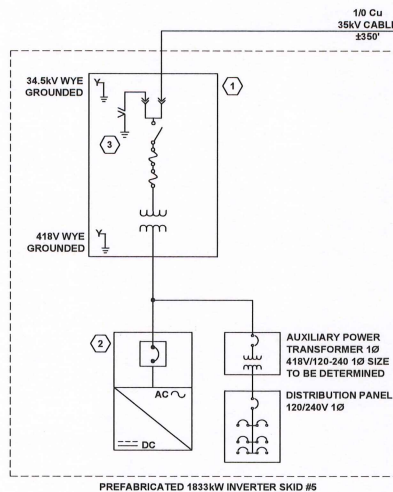 1/0 Cu
35kV CABLE
±350'
34.5kV WYE
GROUNDED
Y
1
3
418V WYE
GROUNDED
Y
2
AC
DC
AUXILIARY POWER
TRANSFORMER 1Ø
418V/120-240 1Ø SIZE
TO BE DETERMINED
DISTRIBUTION PANEL
120/240V 1Ø
PREFABRICATED 1833kW INVERTER SKID #5